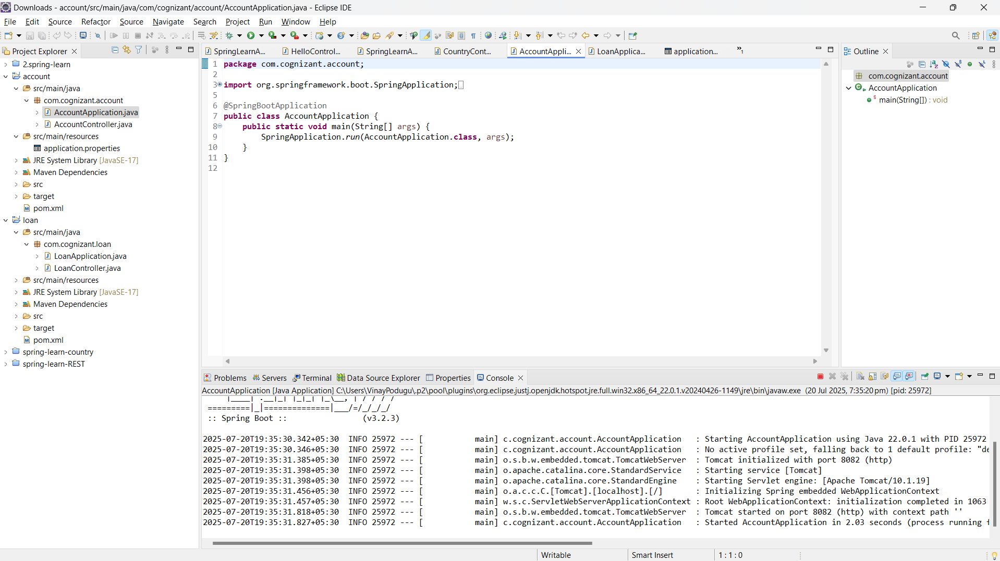 Downloads - account/src/main/java/com/cognizant/account/AccountApplication.java - Eclipse IDE
File Edit Source Refactor Source Navigate Search Project Run Window Help
Project Explorer
2.spring-learn
account
src/main/java
com.cognizant.account
AccountApplication.java
AccountController.java
src/main/resources
application.properties
JRE System Library [JavaSE-17]
Maven Dependencies
src
target
pom.xml
loan
src/main/java
com.cognizant.loan
LoanApplication.java
LoanController.java
src/main/resources
JRE System Library [JavaSE-17]
Maven Dependencies
src
target
pom.xml
spring-learn-country
spring-learn-REST
SpringLearnA... HelloControl... SpringLearnA... CountryCont... AccountAppli... LoanApplica... application... »1
1 package com.cognizant.account;
2
3 import org.springframework.boot.SpringApplication;
5
6 @SpringBootApplication
7 public class AccountApplication {
8 public static void main(String[] args) {
9 SpringApplication.run(AccountApplication.class, args);
10 }
11 }
12
Outline
com.cognizant.account
AccountApplication
main(String[]) : void
Problems Servers Terminal Data Source Explorer Properties Console
AccountApplication [Java Application] C:\Users\VinayPodugu\.p2\pool\plugins\org.eclipse.justj.openjdk.hotspot.jre.full.win32.x86_64_22.0.1.v20240426-1149\jre\bin\javaw.exe (20 Jul 2025, 7:35:20 pm) [pid: 25972]
=========|_|==============|___/=/_/_/_/
:: Spring Boot :: (v3.2.3)
2025-07-20T19:35:30.342+05:30 INFO 25972 --- [ main] c.cognizant.account.AccountApplication : Starting AccountApplication using Java 22.0.1 with PID 25972
2025-07-20T19:35:30.346+05:30 INFO 25972 --- [ main] c.cognizant.account.AccountApplication : No active profile set, falling back to 1 default profile: "de
2025-07-20T19:35:31.385+05:30 INFO 25972 --- [ main] o.s.b.w.embedded.tomcat.TomcatWebServer : Tomcat initialized with port 8082 (http)
2025-07-20T19:35:31.398+05:30 INFO 25972 --- [ main] o.apache.catalina.core.StandardService : Starting service [Tomcat]
2025-07-20T19:35:31.398+05:30 INFO 25972 --- [ main] o.apache.catalina.core.StandardEngine : Starting Servlet engine: [Apache Tomcat/10.1.19]
2025-07-20T19:35:31.456+05:30 INFO 25972 --- [ main] o.a.c.c.C.[Tomcat].[localhost].[/] : Initializing Spring embedded WebApplicationContext
2025-07-20T19:35:31.457+05:30 INFO 25972 --- [ main] w.s.c.ServletWebServerApplicationContext : Root WebApplicationContext: initialization completed in 1063
2025-07-20T19:35:31.818+05:30 INFO 25972 --- [ main] o.s.b.w.embedded.tomcat.TomcatWebServer : Tomcat started on port 8082 (http) with context path ''
2025-07-20T19:35:31.827+05:30 INFO 25972 --- [ main] c.cognizant.account.AccountApplication : Started AccountApplication in 2.03 seconds (process running
Writable Smart Insert 1 : 1 : 0